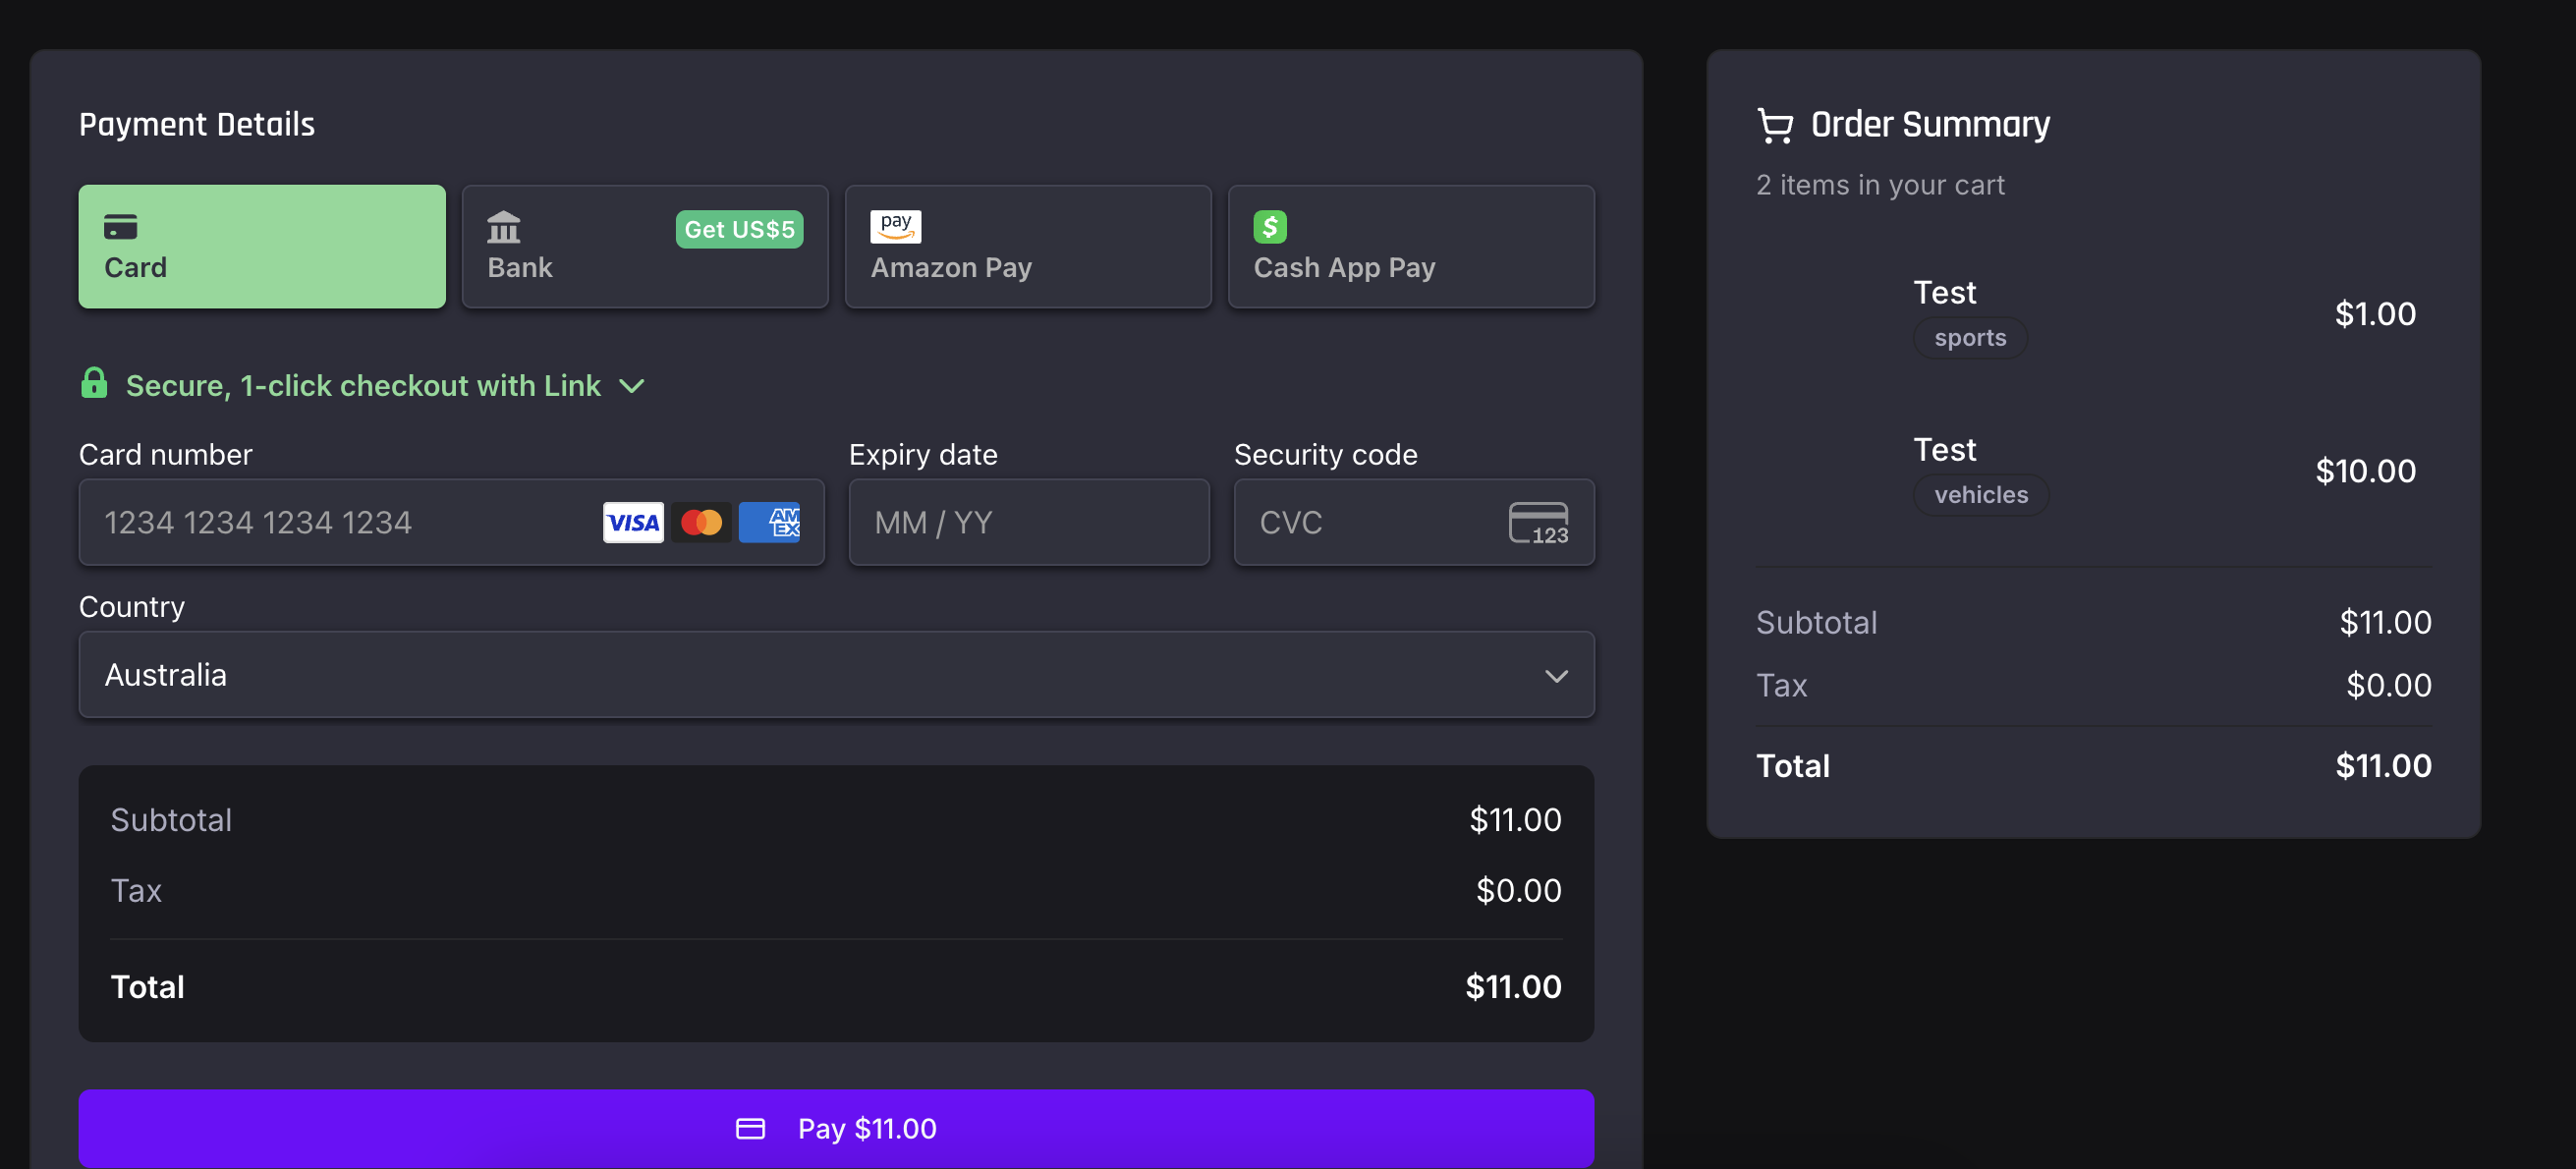 Payment Details
Card
Bank
Get US$5
pay
Amazon Pay
$
Cash App Pay
Secure, 1-click checkout with Link
Card number
1234 1234 1234 1234
VISA
AM
EX
Expiry date
MM / YY
Security code
CVC
123
Country
Australia
Subtotal $11.00
Tax $0.00
Total $11.00
Pay $11.00
Order Summary
2 items in your cart
Test
sports
$1.00
Test
vehicles
$10.00
Subtotal $11.00
Tax $0.00
Total $11.00